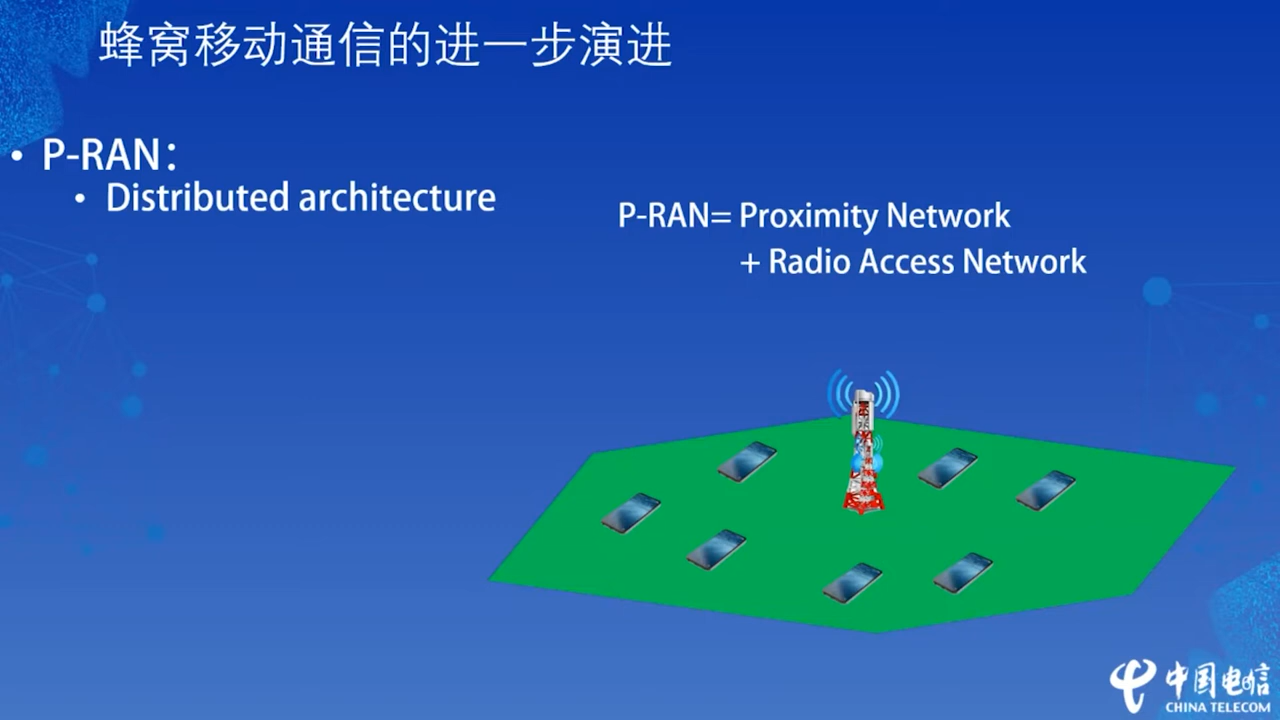 蜂窝移动通信的进一步演进
• P-RAN：
• Distributed architecture
P-RAN= Proximity Network
+ Radio Access Network
中国电信
CHINA TELECOM